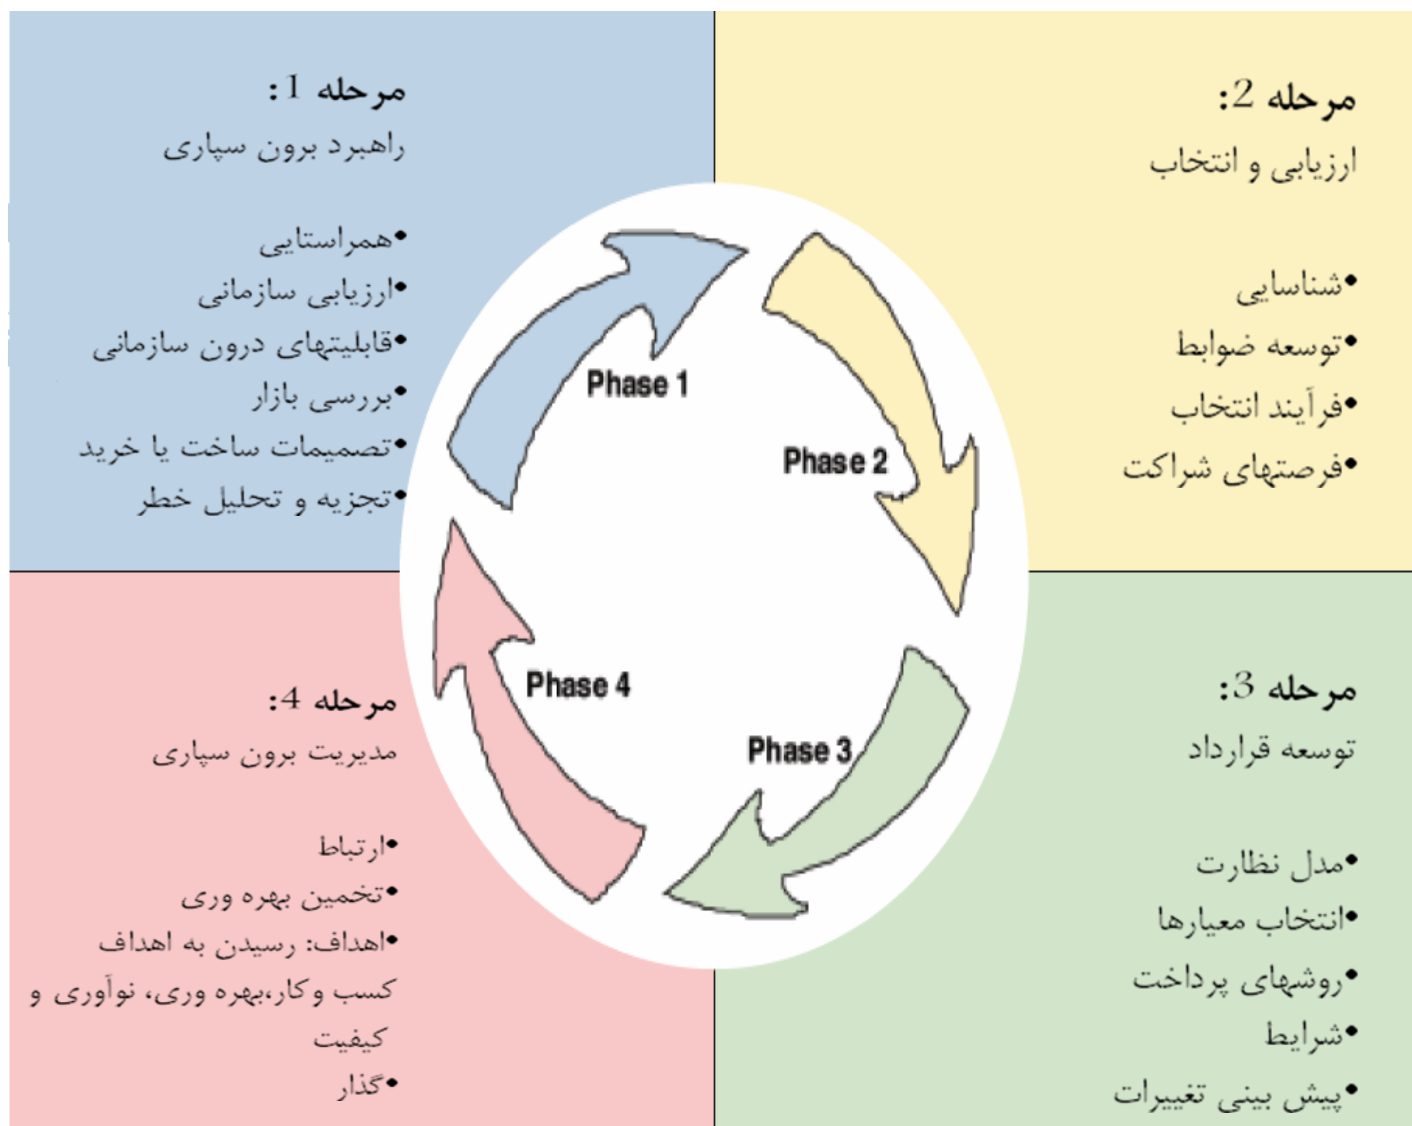 مرحله 1:
راهبرد برون سپاری
•همراستایی
•ارزیابی سازمانی
•قابلیتهای درون سازمانی
•بررسی بازار
•تصمیمات ساخت یا خرید
•تجزیه و تحلیل خطر
مرحله 2:
ارزیابی و انتخاب
•شناسایی
•توسعه ضوابط
•فرآیند انتخاب
•فرصتهای شراکت
Phase 1
Phase 2
Phase 3
Phase 4
مرحله 3:
توسعه قرارداد
•مدل نظارت
•انتخاب معیارها
•روشهای پرداخت
•شرایط
•پیش بینی تغییرات
مرحله 4:
مدیریت برون سپاری
•ارتباط
•تخمین بهره وری
•اهداف: رسیدن به اهداف
کسب وکار،بهره وری، نوآوری و
کیفیت
•گذار